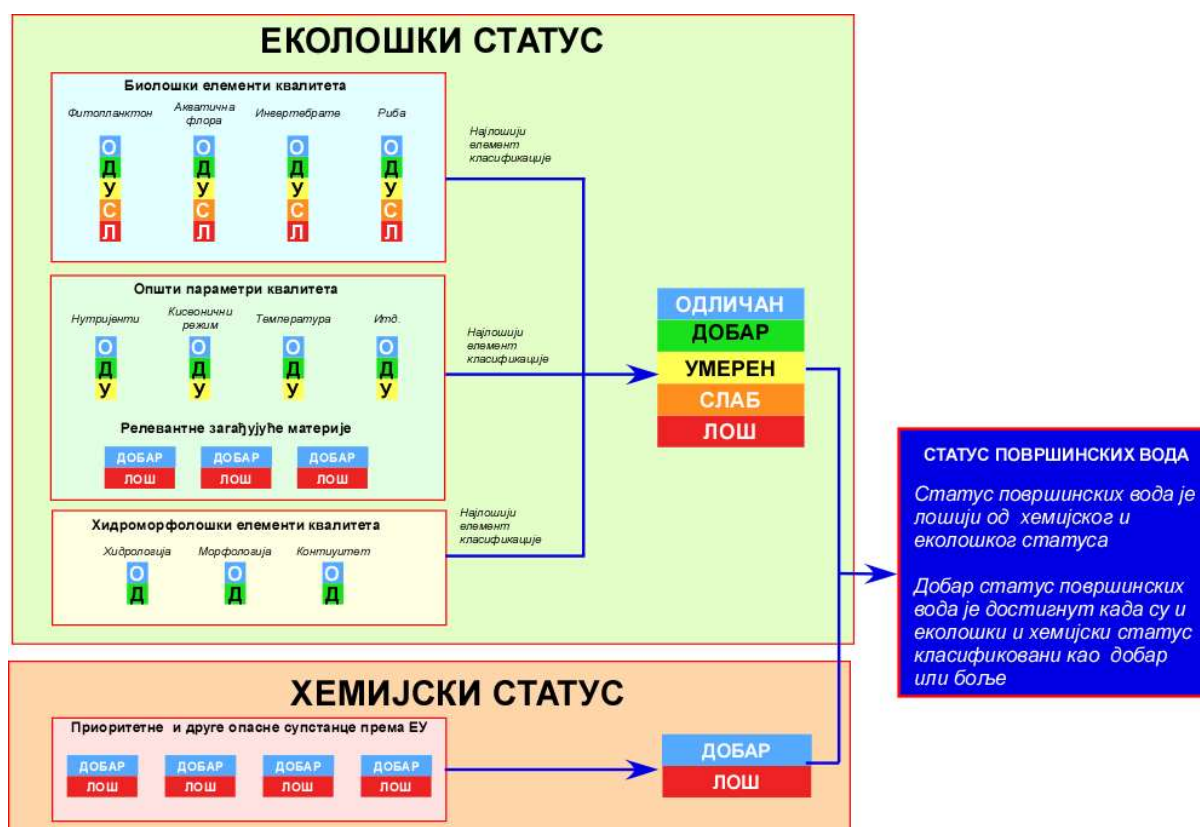 ЕКОЛОШКИ СТАТУС
Биолошки елементи квалитета
Фитопланктон
Акватична
флора
Инвертебрате
Риба
О О О О
Д Д Д Д
У У У У
С С С С
Л Л Л Л
Најлошији
елемент
класификације
Општи параметри квалитета
Нутријенти
Кисеонични
режим
Температура
Итд.
О О О О
Д Д Д Д
У У У У
Најлошији
елемент
класификације
Релевантне загађујуће материје
ДОБАР ДОБАР ДОБАР
ЛОШ ЛОШ ЛОШ
Хидроморфолошки елементи квалитета
Хидрологија Морфологија Контиуитет
О О О
Д Д Д
Најлошији
елемент
класификације
ОДЛИЧАН
ДОБАР
УМЕРЕН
СЛАБ
ЛОШ
ХЕМИЈСКИ СТАТУС
Приоритетне и друге опасне супстанце према ЕУ
ДОБАР ДОБАР ДОБАР ДОБАР
ЛОШ ЛОШ ЛОШ ЛОШ
ДОБАР
ЛОШ
СТАТУС ПОВРШИНСКИХ ВОДА
Статус површинских вода је
лошији од хемијског и
еколошког статуса
Добар статус површинских
вода је достигнут када су и
еколошки и хемијски статус
класификовани као добар
или боље